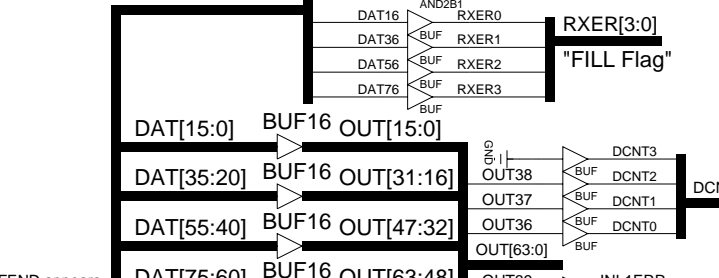 AND2B1
DAT16 RXER0
BUF
DAT36 RXER1
BUF
DAT56 RXER2
BUF
DAT76 RXER3
BUF
RXER[3:0]
"FILL Flag"
DAT[15:0] BUF16 OUT[15:0]
DAT[35:20] BUF16 OUT[31:16]
DAT[55:40] BUF16 OUT[47:32]
DAT[75:60] BUF16 OUT[63:48]
GND
DCNT3
BUF
OUT38 DCNT2
BUF
OUT37 DCNT1
BUF
OUT36 DCNT0
BUF
OUT[63:0]